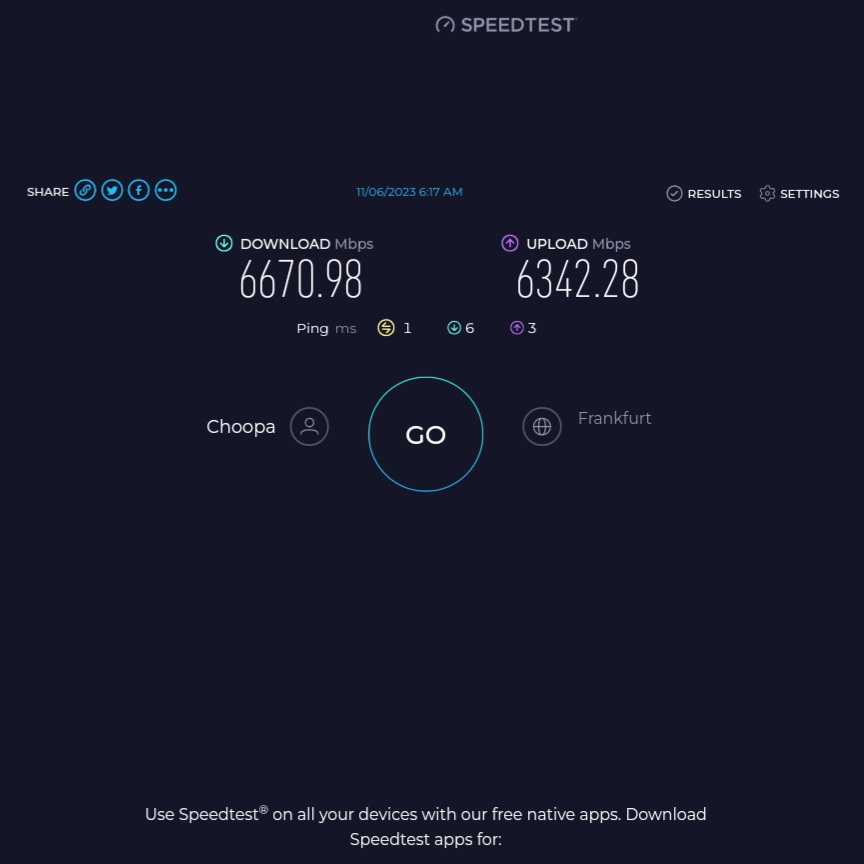 SPEEDTEST
SHARE 11/06/2023 6:17 AM RESULTS SETTINGS
DOWNLOAD Mbps UPLOAD Mbps
6670.98 6342.28
Ping ms 1 6 3
Choopa GO Frankfurt
Use Speedtest® on all your devices with our free native apps. Download
Speedtest apps for: